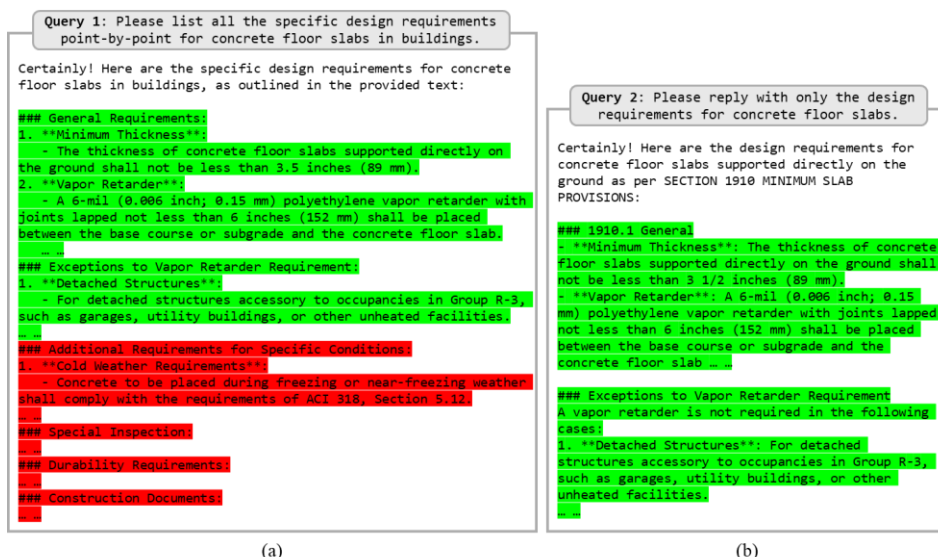 Query 1: Please list all the specific design requirements
point-by-point for concrete floor slabs in buildings.
Certainly! Here are the specific design requirements for concrete
floor slabs in buildings, as outlined in the provided text:
### General Requirements:
1. **Minimum Thickness**:
- The thickness of concrete floor slabs supported directly on
the ground shall not be less than 3.5 inches (89 mm).
2. **Vapor Retarder**:
- A 6-mil (0.006 inch; 0.15 mm) polyethylene vapor retarder with
joints lapped not less than 6 inches (152 mm) shall be placed
between the base course or subgrade and the concrete floor slab.
… …
### Exceptions to Vapor Retarder Requirement:
1. **Detached Structures**:
- For detached structures accessory to occupancies in Group R-3,
such as garages, utility buildings, or other unheated facilities.
… …
### Additional Requirements for Specific Conditions:
1. **Cold Weather Requirements**:
- Concrete to be placed during freezing or near-freezing weather
shall comply with the requirements of ACI 318, Section 5.12.
… …
### Special Inspection:
… …
### Durability Requirements:
… …
### Construction Documents:
… …
(a)
Query 2: Please reply with only the design
requirements for concrete floor slabs.
Certainly! Here are the design requirements for
concrete floor slabs supported directly on the
ground as per SECTION 1910 MINIMUM SLAB
PROVISIONS:
### 1910.1 General
- **Minimum Thickness**: The thickness of concrete
floor slabs supported directly on the ground shall
not be less than 3 1/2 inches (89 mm).
- **Vapor Retarder**: A 6-mil (0.006 inch; 0.15
mm) polyethylene vapor retarder with joints lapped
not less than 6 inches (152 mm) shall be placed
between the base course or subgrade and the
concrete floor slab … …
### Exceptions to Vapor Retarder Requirement
A vapor retarder is not required in the following
cases:
1. **Detached Structures**: For detached
structures accessory to occupancies in Group R-3,
such as garages, utility buildings, or other
unheated facilities.
… …
(b)